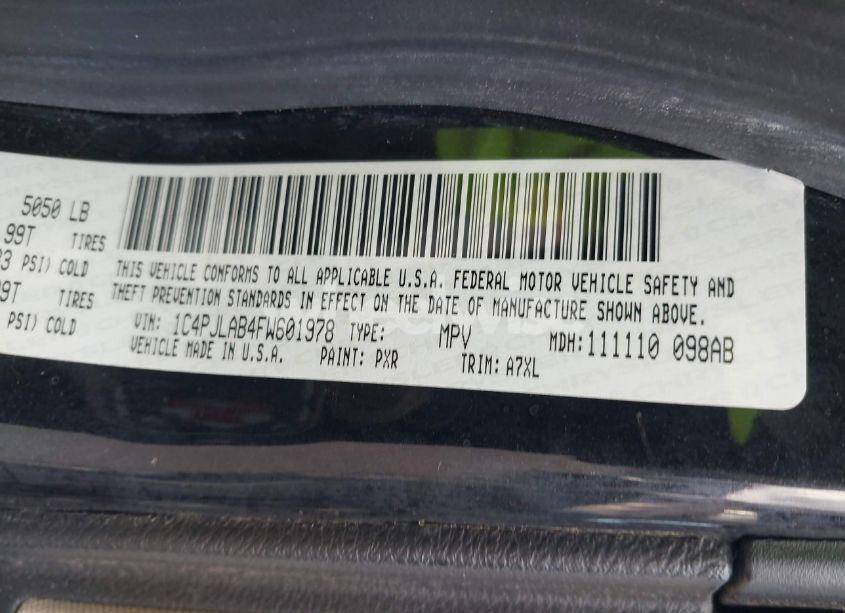 5050 LB
99T TIRES
3 PSI) COLD
9T TIRES
PSI) COLD
THIS VEHICLE CONFORMS TO ALL APPLICABLE U.S.A. FEDERAL MOTOR VEHICLE SAFETY AND
THEFT PREVENTION STANDARDS IN EFFECT ON THE DATE OF MANUFACTURE SHOWN ABOVE.
VIN: 1C4PJLAB4FW601978 TYPE: MPV MDH:111110 098AB
VEHICLE MADE IN U.S.A. PAINT: PXR TRIM: A7XL